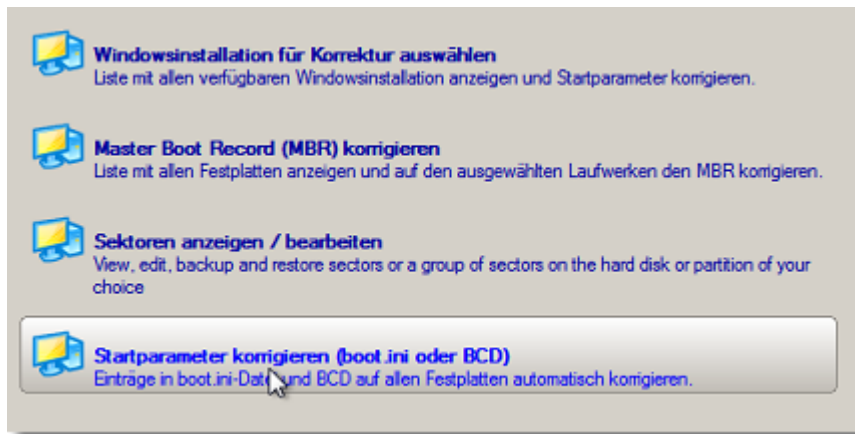 Windowsinstallation für Korrektur auswählen
Liste mit allen verfügbaren Windowsinstallation anzeigen und Startparameter korrigieren.
Master Boot Record (MBR) korrigieren
Liste mit allen Festplatten anzeigen und auf den ausgewählten Laufwerken den MBR korrigieren.
Sektoren anzeigen / bearbeiten
View, edit, backup and restore sectors or a group of sectors on the hard disk or partition of your
choice
Startparameter korrigieren (boot.ini oder BCD)
Einträge in boot.ini-Datei und BCD auf allen Festplatten automatisch korrigieren.